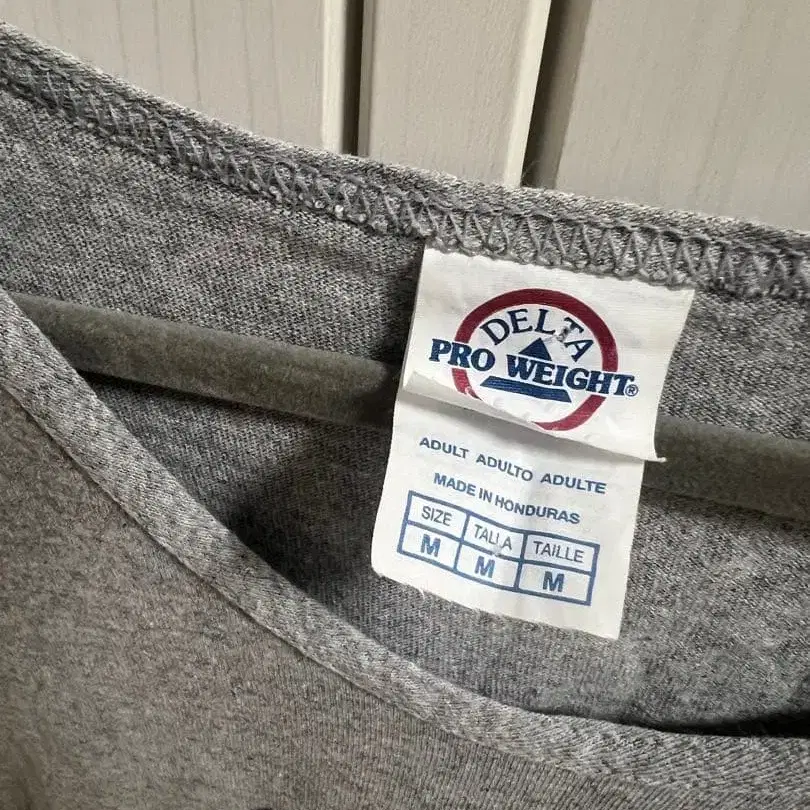 DELTA
PRO WEIGHT®
ADULT ADULTO ADULTE
MADE IN HONDURAS
SIZE TALLA TAILLE
M M M